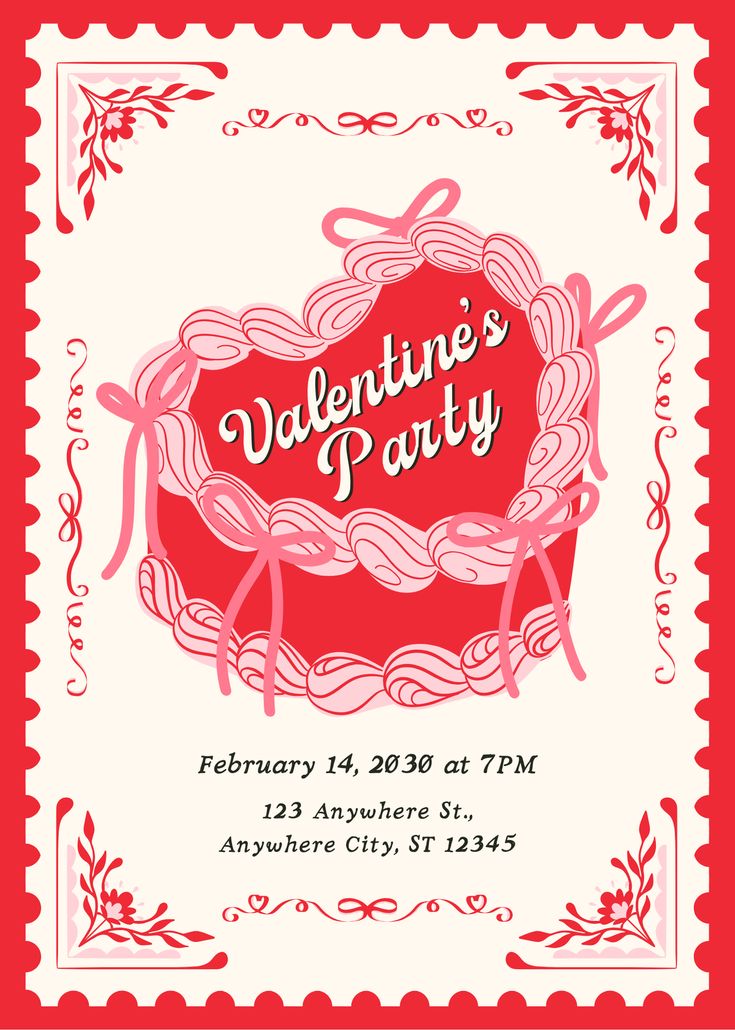 Valentine's
Party
February 14, 2030 at 7PM
123 Anywhere St.,
Anywhere City, ST 12345